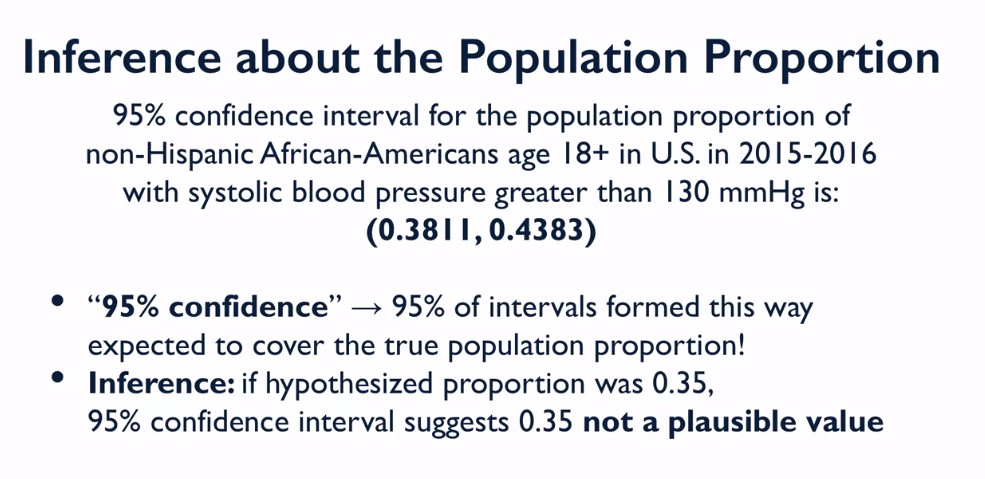 Inference about the Population Proportion
95% confidence interval for the population proportion of
non-Hispanic African-Americans age 18+ in U.S. in 2015-2016
with systolic blood pressure greater than 130 mmHg is:
(0.3811, 0.4383)
• “95% confidence” → 95% of intervals formed this way
expected to cover the true population proportion!
• Inference: if hypothesized proportion was 0.35,
95% confidence interval suggests 0.35 not a plausible value